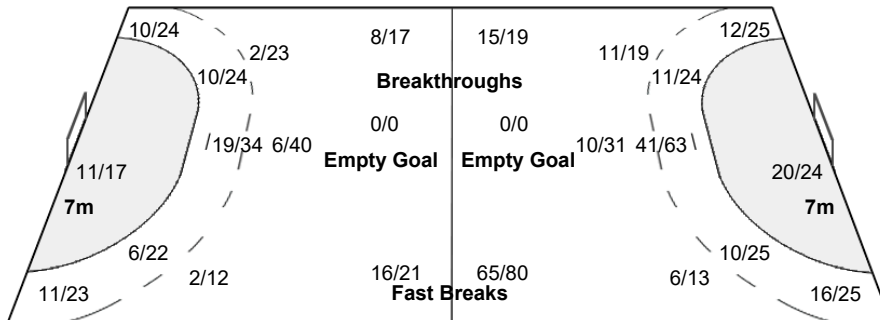 10/24 8/17 15/19 12/25
2/23 11/19
10/24 Breakthroughs 11/24
0/0 0/0
19/34 6/40 10/31 41/63
Empty Goal Empty Goal
11/17 20/24
7m 7m
6/22 10/25
2/12 16/21 65/80 6/13
11/23 Fast Breaks 16/25